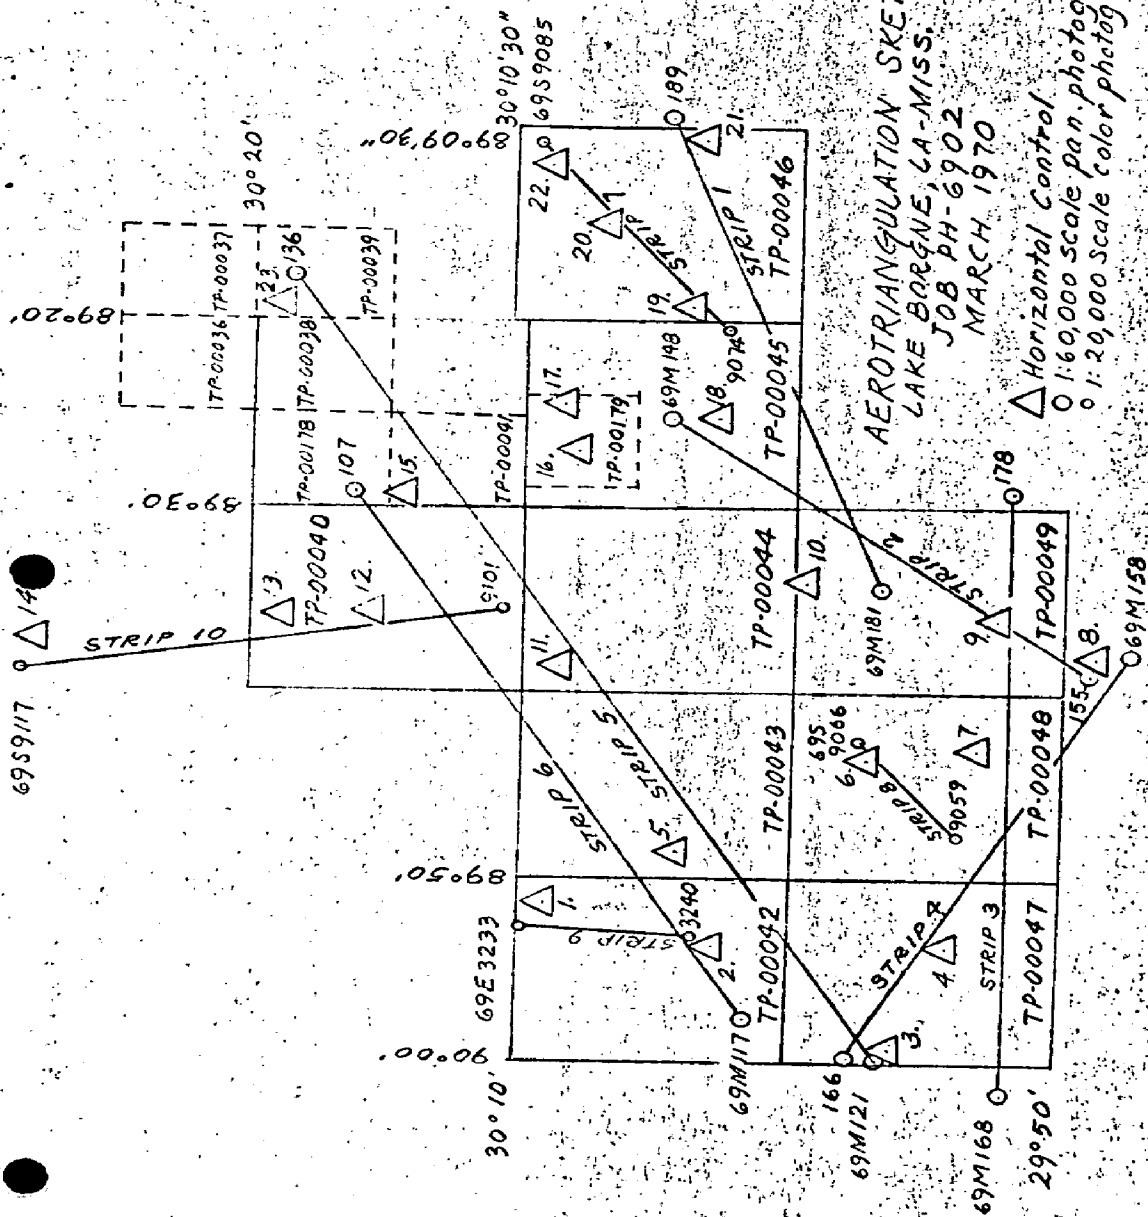 69S9117
14.
STRIP 10
89°20'
TP-00036
TP-00037
30°20'
TP-00178
TP-00038
23.
136
TP-00039
89°30'
13.
TP-00040
12.
107
15.
TP-00041
9101
89°09'30"
30°10'30"
69S9085
22.
20.
STRIP 7
19.
189
21.
STRIP 1
TP-00046
16.
17.
TP-00179
69M148
18.
9074
TP-00045
11.
TP-00044
10.
69M181
STRIP 2
9.
178
TP-00049
155
8.
69M158
STRIP 6
STRIP 5
89°50'
5.
TP-00043
69S
9066
6.
STRIP 8
9059
7.
TP-00048
69E3233
1.
STRIP 9
3240
2.
90°00'
30°10'
69M117
TP-00042
166
69M121
3.
STRIP
4.
STRIP 3
69M168
TP-00047
29°50'
AEROTRIANGULATION
LAKE BORGNE, LA-MISS.
JOB PH-6902
MARCH 1970
Horizontal Control
1:60,000 scale pan. photog
1:20,000 scale color photog